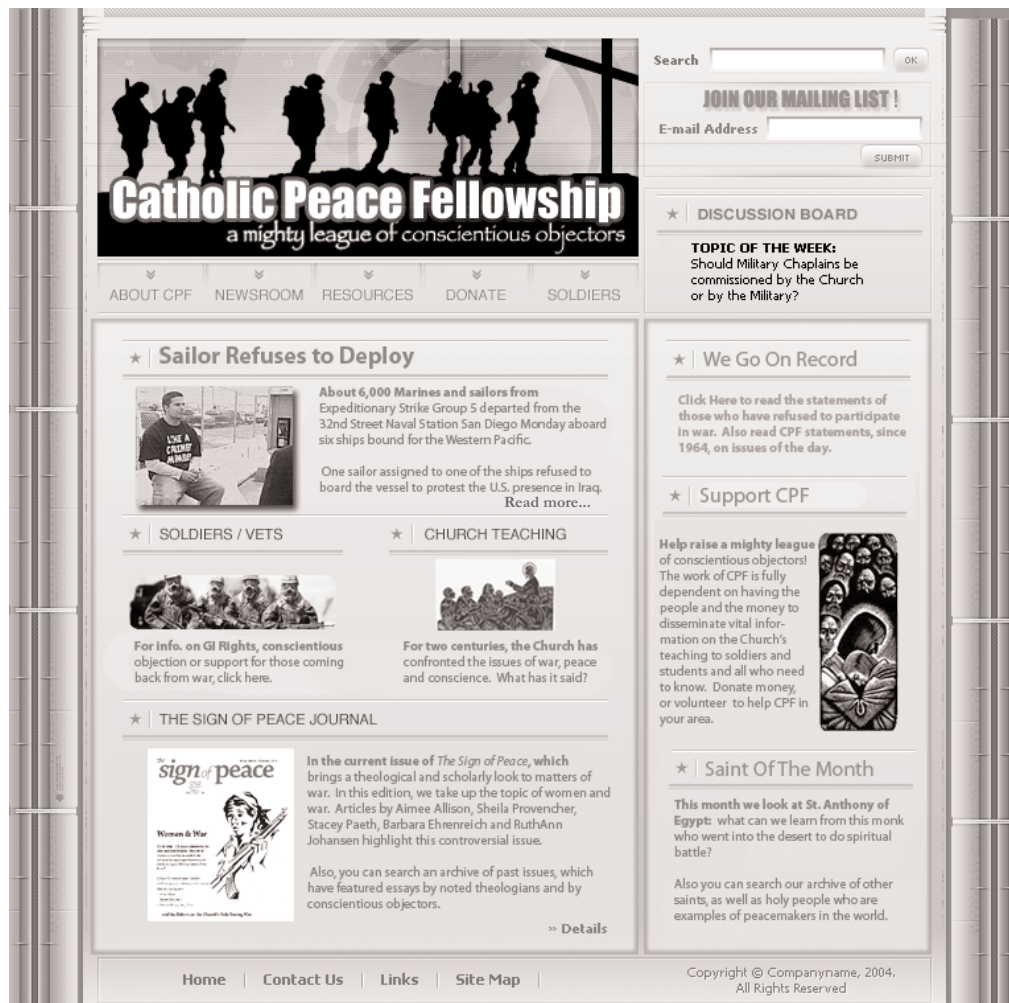 Search
OK
JOIN OUR MAILING LIST !
E-mail Address
SUBMIT
Catholic Peace Fellowship
a mighty league of conscientious objectors
ABOUT CPF
NEWSROOM
RESOURCES
DONATE
SOLDIERS
DISCUSSION BOARD
TOPIC OF THE WEEK:
Should Military Chaplains be
commissioned by the Church
or by the Military?
Sailor Refuses to Deploy
About 6,000 Marines and sailors from
Expeditionary Strike Group 5 departed from the
32nd Street Naval Station San Diego Monday aboard
six ships bound for the Western Pacific.
One sailor assigned to one of the ships refused to
board the vessel to protest the U.S. presence in Iraq.
Read more...
SOLDIERS / VETS
For info. on GI Rights, conscientious
objection or support for those coming
back from war, click here.
CHURCH TEACHING
For two centuries, the Church has
confronted the issues of war, peace
and conscience. What has it said?
THE SIGN OF PEACE JOURNAL
sign of peace
Women & War
In the current issue of The Sign of Peace, which
brings a theological and scholarly look to matters of
war. In this edition, we take up the topic of women and
war. Articles by Aimee Allison, Sheila Provencher,
Stacey Paeth, Barbara Ehrenreich and RuthAnn
Johansen highlight this controversial issue.
Also, you can search an archive of past issues, which
have featured essays by noted theologians and by
conscientious objectors.
» Details
We Go On Record
Click Here to read the statements of
those who have refused to participate
in war. Also read CPF statements, since
1964, on issues of the day.
Support CPF
Help raise a mighty league
of conscientious objectors!
The work of CPF is fully
dependent on having the
people and the money to
disseminate vital infor-
mation on the Church's
teaching to soldiers and
students and all who need
to know. Donate money,
or volunteer to help CPF in
your area.
Saint Of The Month
This month we look at St. Anthony of
Egypt: what can we learn from this monk
who went into the desert to do spiritual
battle?
Also you can search our archive of other
saints, as well as holy people who are
examples of peacemakers in the world.
Home | Contact Us | Links | Site Map |
Copyright @ Companyname, 2004.
All Rights Reserved